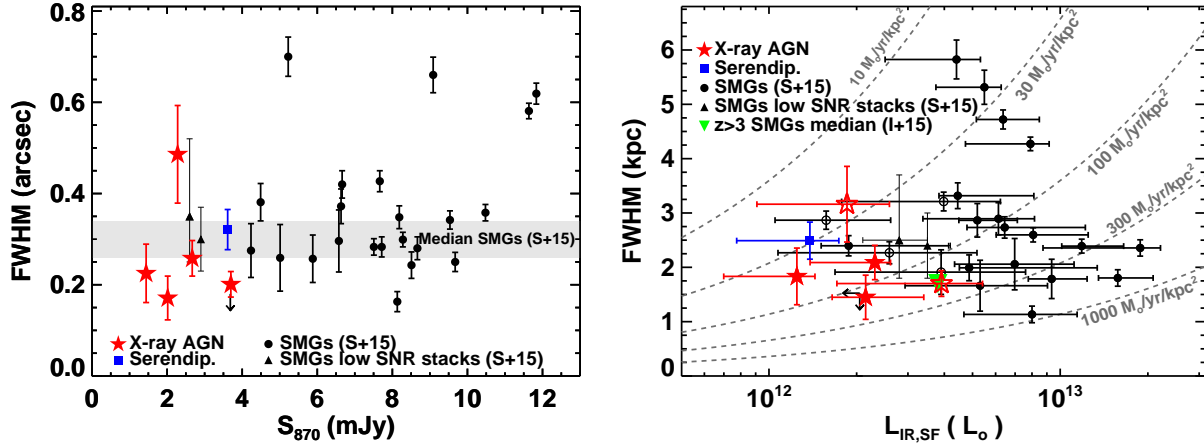 0.8
0.6
0.4
0.2
0.0
FWHM (arcsec)
Median SMGs (S+15)
X-ray AGN
Serendip.
SMGs (S+15)
SMGs low SNR stacks (S+15)
0 2 4 6 8 10 12
S870 (mJy)
6
5
4
3
2
1
0
FWHM (kpc)
X-ray AGN
Serendip.
SMGs (S+15)
SMGs low SNR stacks (S+15)
z>3 SMGs median (I+15)
10 Mo/yr/kpc²
30 Mo/yr/kpc²
100 Mo/yr/kpc²
300 Mo/yr/kpc²
1000 Mo/yr/kpc²
10¹² 10¹³
LIR,SF ( Lo )